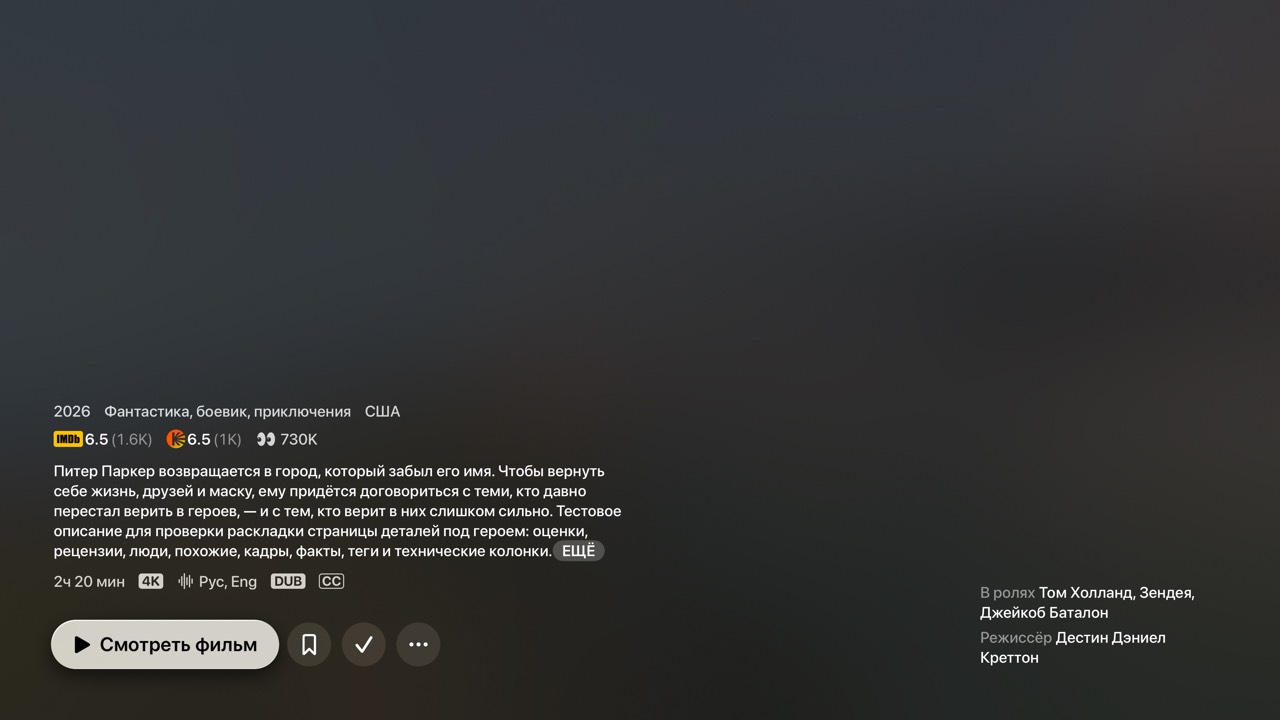 2026 Фантастика, боевик, приключения США
IMDb 6.5 (1.6K) 6.5 (1K) 730K
Питер Паркер возвращается в город, который забыл его имя. Чтобы вернуть
себе жизнь, друзей и маску, ему придётся договориться с теми, кто давно
перестал верить в героев, — и с тем, кто верит в них слишком сильно. Тестовое
описание для проверки раскладки страницы деталей под героем: оценки,
рецензии, люди, похожие, кадры, факты, теги и технические колонки. ЕЩЁ
2ч 20 мин 4K Рус, Eng DUB CC
Смотреть фильм
В ролях Том Холланд, Зендея,
Джейкоб Баталон
Режиссёр Дестин Дэниел
Креттон